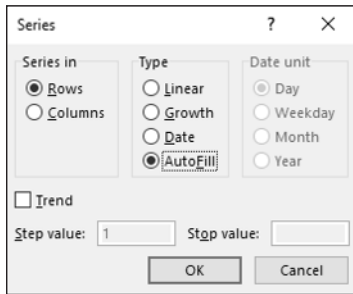 Series ? ✕
Series in Type Date unit
Rows Linear Day
Columns Growth Weekday
Date Month
AutoFill Year
Trend
Step value: 1 Stop value:
OK Cancel